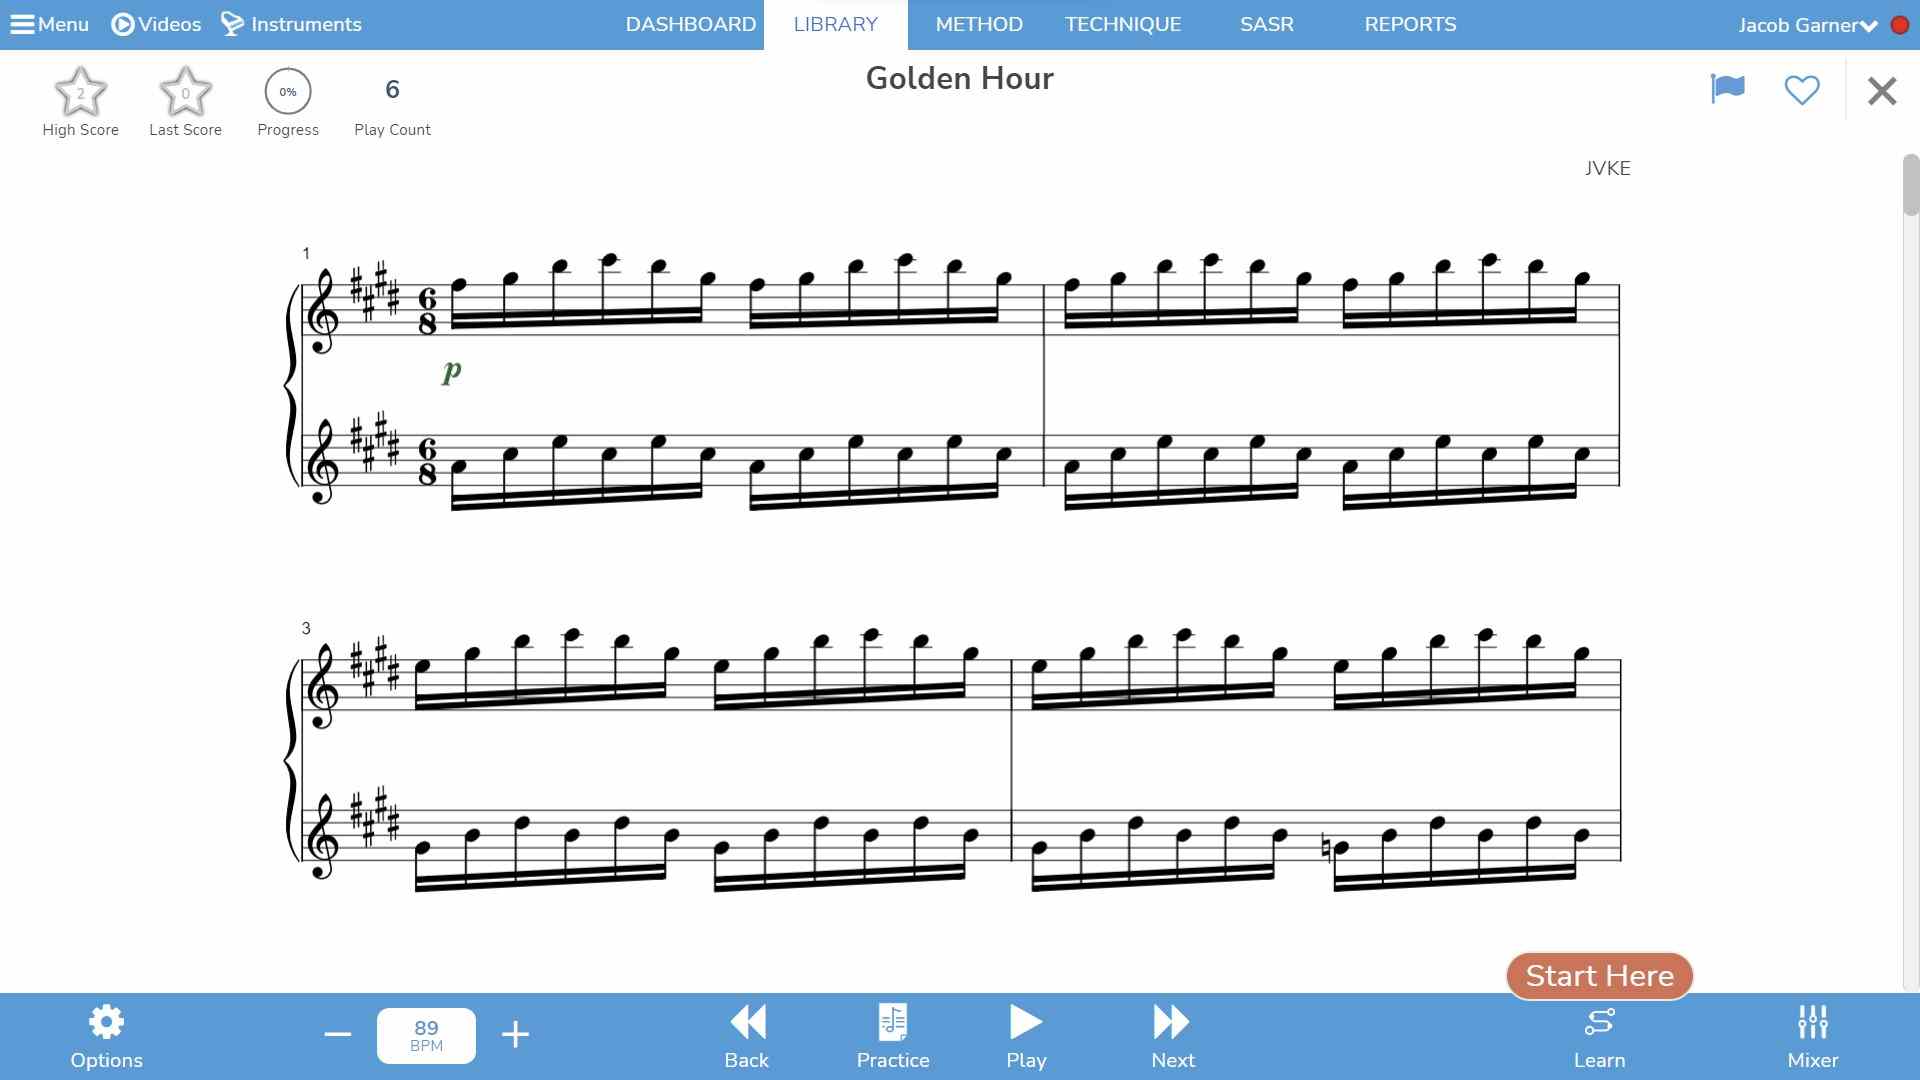 Menu Videos Instruments DASHBOARD LIBRARY METHOD TECHNIQUE SASR REPORTS Jacob Garner
Golden Hour
2 0 0% 6
High Score Last Score Progress Play Count
JVKE
1
6
8
p
6
8
3
Start Here
Options 89 BPM Back Practice Play Next Learn Mixer